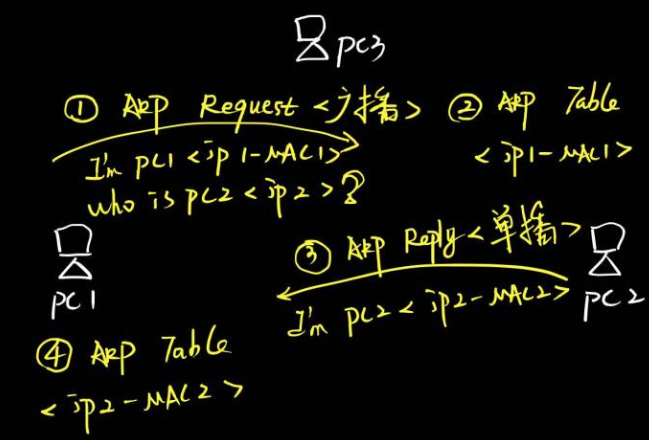 PC3
① ARP Request <广播>
I'm PC1 <ip1-MAC1>
who is PC2 <ip2>?
② ARP Table
<ip1-MAC1>
PC1
③ ARP Reply <单播>
I'm PC2 <ip2-MAC2>
PC2
④ ARP Table
<ip2-MAC2>